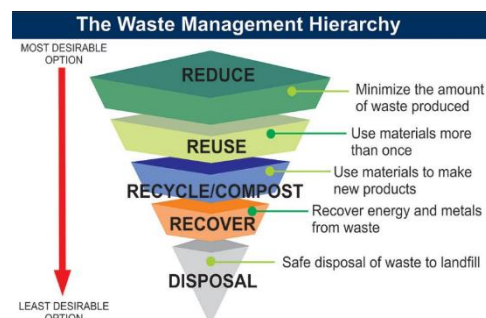 The Waste Management Hierarchy
MOST DESIRABLE
OPTION
REDUCE
Minimize the amount
of waste produced
REUSE
Use materials more
than once
RECYCLE/COMPOST
Use materials to make
new products
RECOVER
Recover energy and metals
from waste
DISPOSAL
Safe disposal of waste to landfill
LEAST DESIRABLE
OPTION